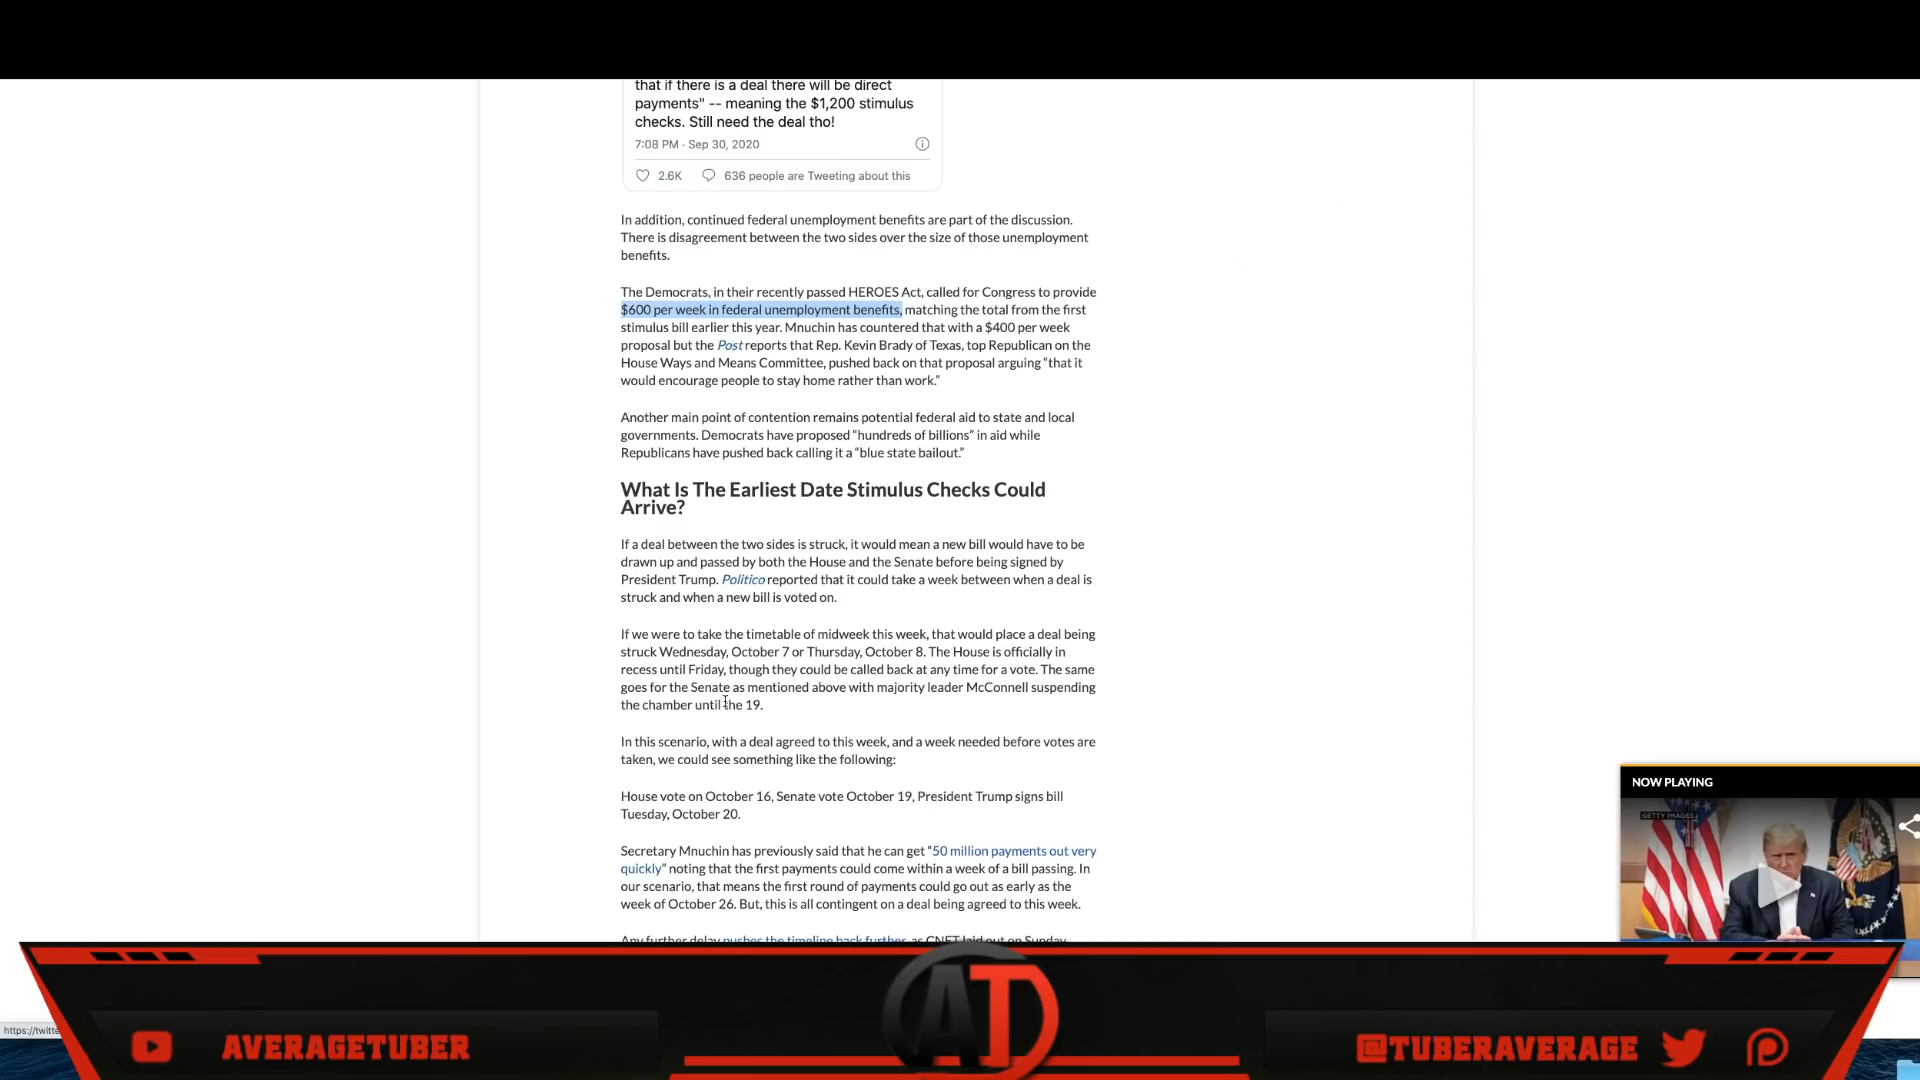 that if there is a deal there will be direct
payments" -- meaning the $1,200 stimulus
checks. Still need the deal tho!
7:08 PM · Sep 30, 2020
2.6K 636 people are Tweeting about this
In addition, continued federal unemployment benefits are part of the discussion.
There is disagreement between the two sides over the size of those unemployment
benefits.
The Democrats, in their recently passed HEROES Act, called for Congress to provide
$600 per week in federal unemployment benefits, matching the total from the first
stimulus bill earlier this year. Mnuchin has countered that with a $400 per week
proposal but the Post reports that Rep. Kevin Brady of Texas, top Republican on the
House Ways and Means Committee, pushed back on that proposal arguing “that it
would encourage people to stay home rather than work.”
Another main point of contention remains potential federal aid to state and local
governments. Democrats have proposed “hundreds of billions” in aid while
Republicans have pushed back calling it a “blue state bailout.”
What Is The Earliest Date Stimulus Checks Could
Arrive?
If a deal between the two sides is struck, it would mean a new bill would have to be
drawn up and passed by both the House and the Senate before being signed by
President Trump. Politico reported that it could take a week between when a deal is
struck and when a new bill is voted on.
If we were to take the timetable of midweek this week, that would place a deal being
struck Wednesday, October 7 or Thursday, October 8. The House is officially in
recess until Friday, though they could be called back at any time for a vote. The same
goes for the Senate as mentioned above with majority leader McConnell suspending
the chamber until the 19.
In this scenario, with a deal agreed to this week, and a week needed before votes are
taken, we could see something like the following:
House vote on October 16, Senate vote October 19, President Trump signs bill
Tuesday, October 20.
Secretary Mnuchin has previously said that he can get “50 million payments out very
quickly” noting that the first payments could come within a week of a bill passing. In
our scenario, that means the first round of payments could go out as early as the
week of October 26. But, this is all contingent on a deal being agreed to this week.
Any further delay pushes the timeline back further, as CNET laid out on Sunday.
NOW PLAYING
GETTY IMAGES
https://twitte
AT
AVERAGETUBER
@TUBERAVERAGE